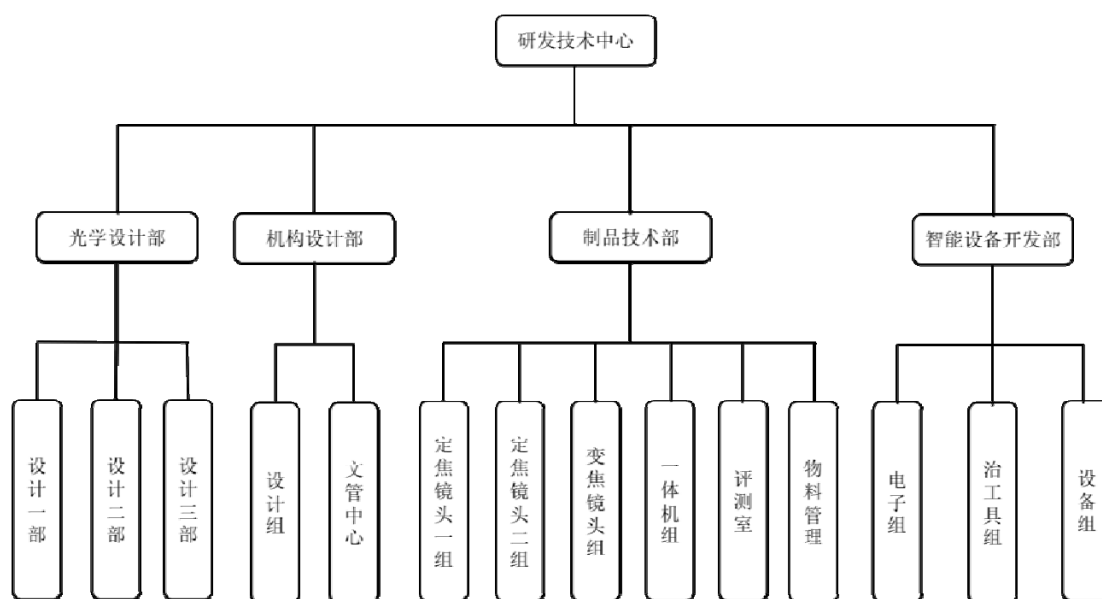 研发技术中心
光学设计部
机构设计部
制品技术部
智能设备开发部
设计一部
设计二部
设计三部
设计组
文管中心
定焦镜头一组
定焦镜头二组
变焦镜头组
一体机组
评测室
物料管理
电子组
治工具组
设备组